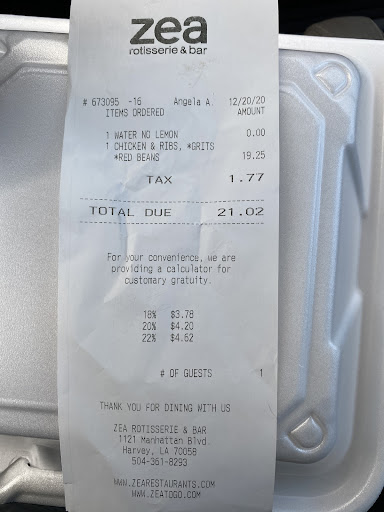 zea
rotisserie & bar
# 673095 -16 Angela A. 12/20/20
ITEMS ORDERED AMOUNT
1 WATER NO LEMON 0.00
1 CHICKEN & RIBS, *GRITS
*RED BEANS 19.25
TAX 1.77
TOTAL DUE 21.02
For your convenience, we are
providing a calculator for
customary gratuity.
18% $3.78
20% $4.20
22% $4.62
# OF GUESTS 1
THANK YOU FOR DINING WITH US
ZEA ROTISSERIE & BAR
1121 Manhattan Blvd.
Harvey, LA 70058
504-361-8293
WWW.ZEARESTAURANTS.COM
WWW.ZEATOGO.COM